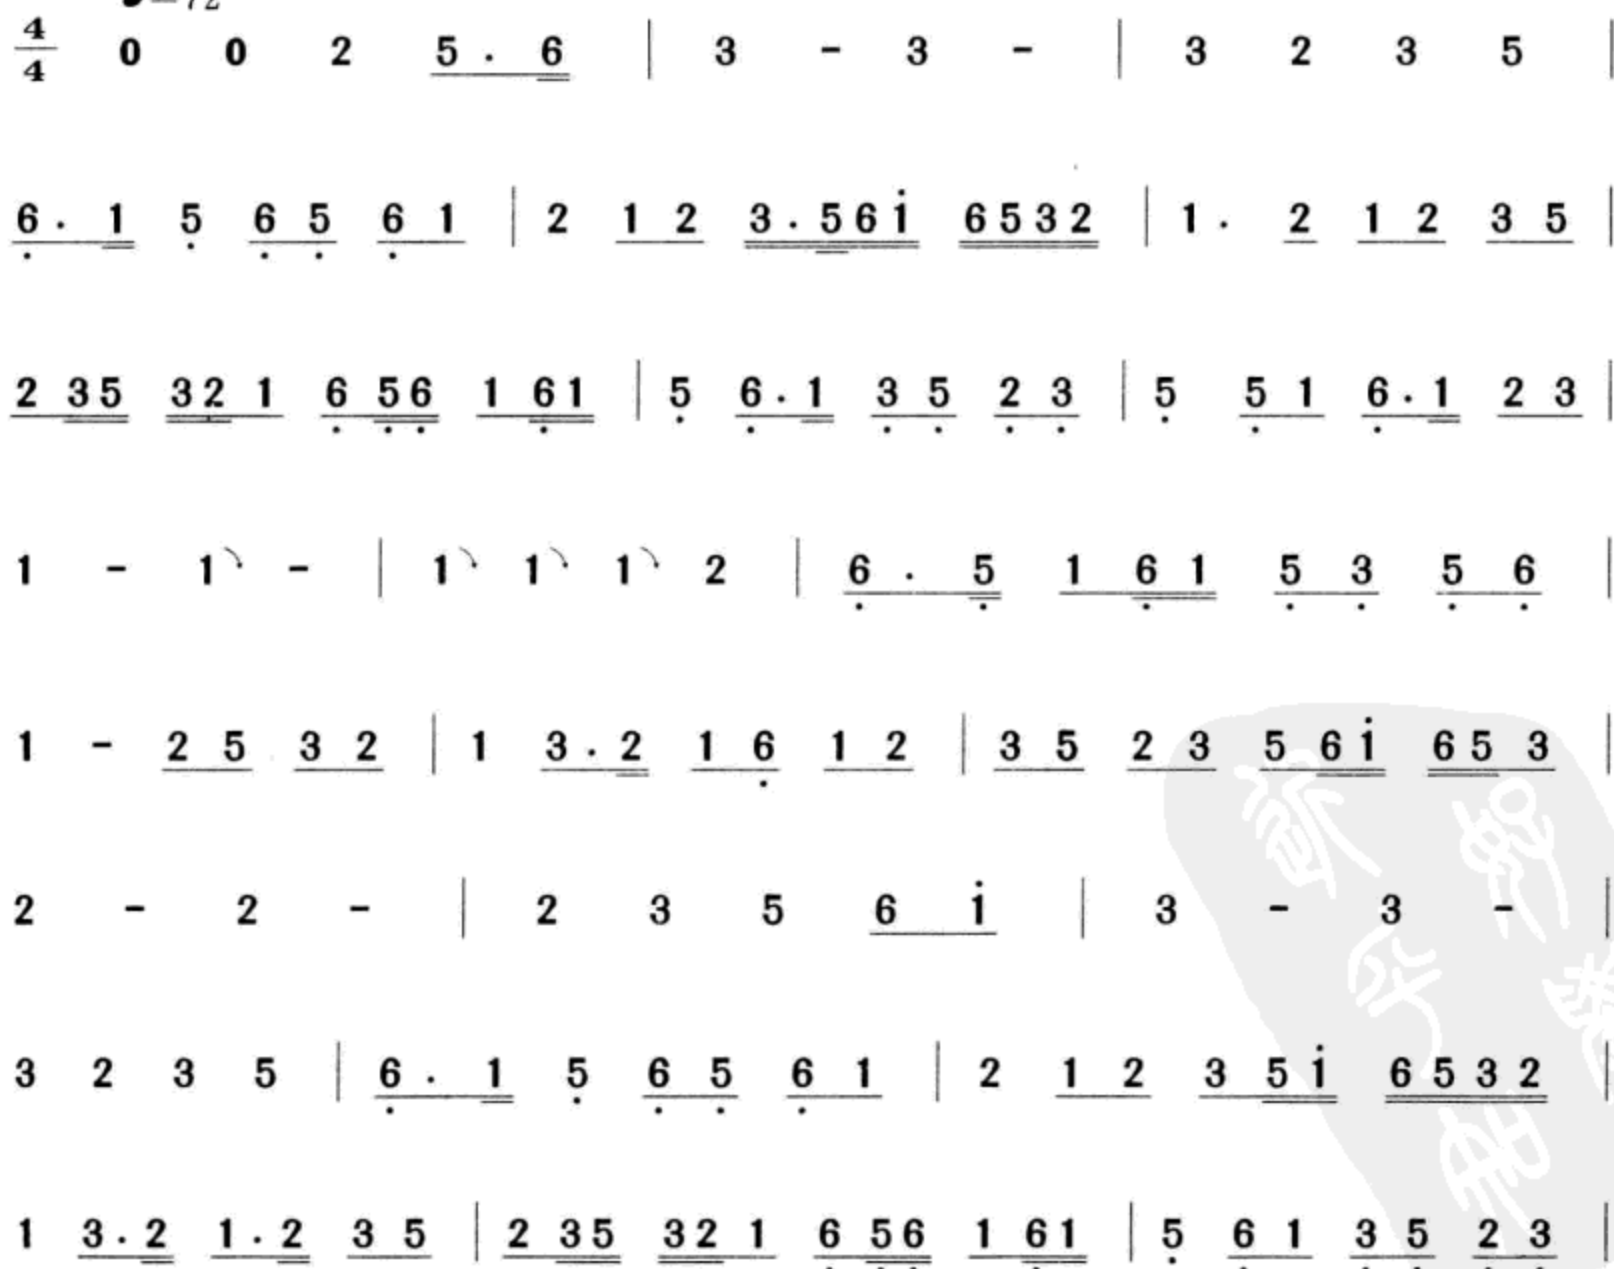 =72
4/4 0 0 2 5 . 6 | 3 - 3 - | 3 2 3 5 |
6 . 1 5 6 5 6 1 | 2 1 2 3 . 5 6 i 6 5 3 2 | 1 . 2 1 2 3 5 |
2 3 5 3 2 1 6 5 6 1 6 1 | 5 6 . 1 3 5 2 3 | 5 5 1 6 . 1 2 3 |
1 - 1 - | 1 1 1 2 | 6 . 5 1 6 1 5 3 5 6 |
1 - 2 5 3 2 | 1 3 . 2 1 6 1 2 | 3 5 2 3 5 6 i 6 5 3 |
2 - 2 - | 2 3 5 6 i | 3 - 3 - |
3 2 3 5 | 6 . 1 5 6 5 6 1 | 2 1 2 3 5 i 6 5 3 2 |
1 3 . 2 1 . 2 3 5 | 2 3 5 3 2 1 6 5 6 1 6 1 | 5 6 1 3 5 2 3 |